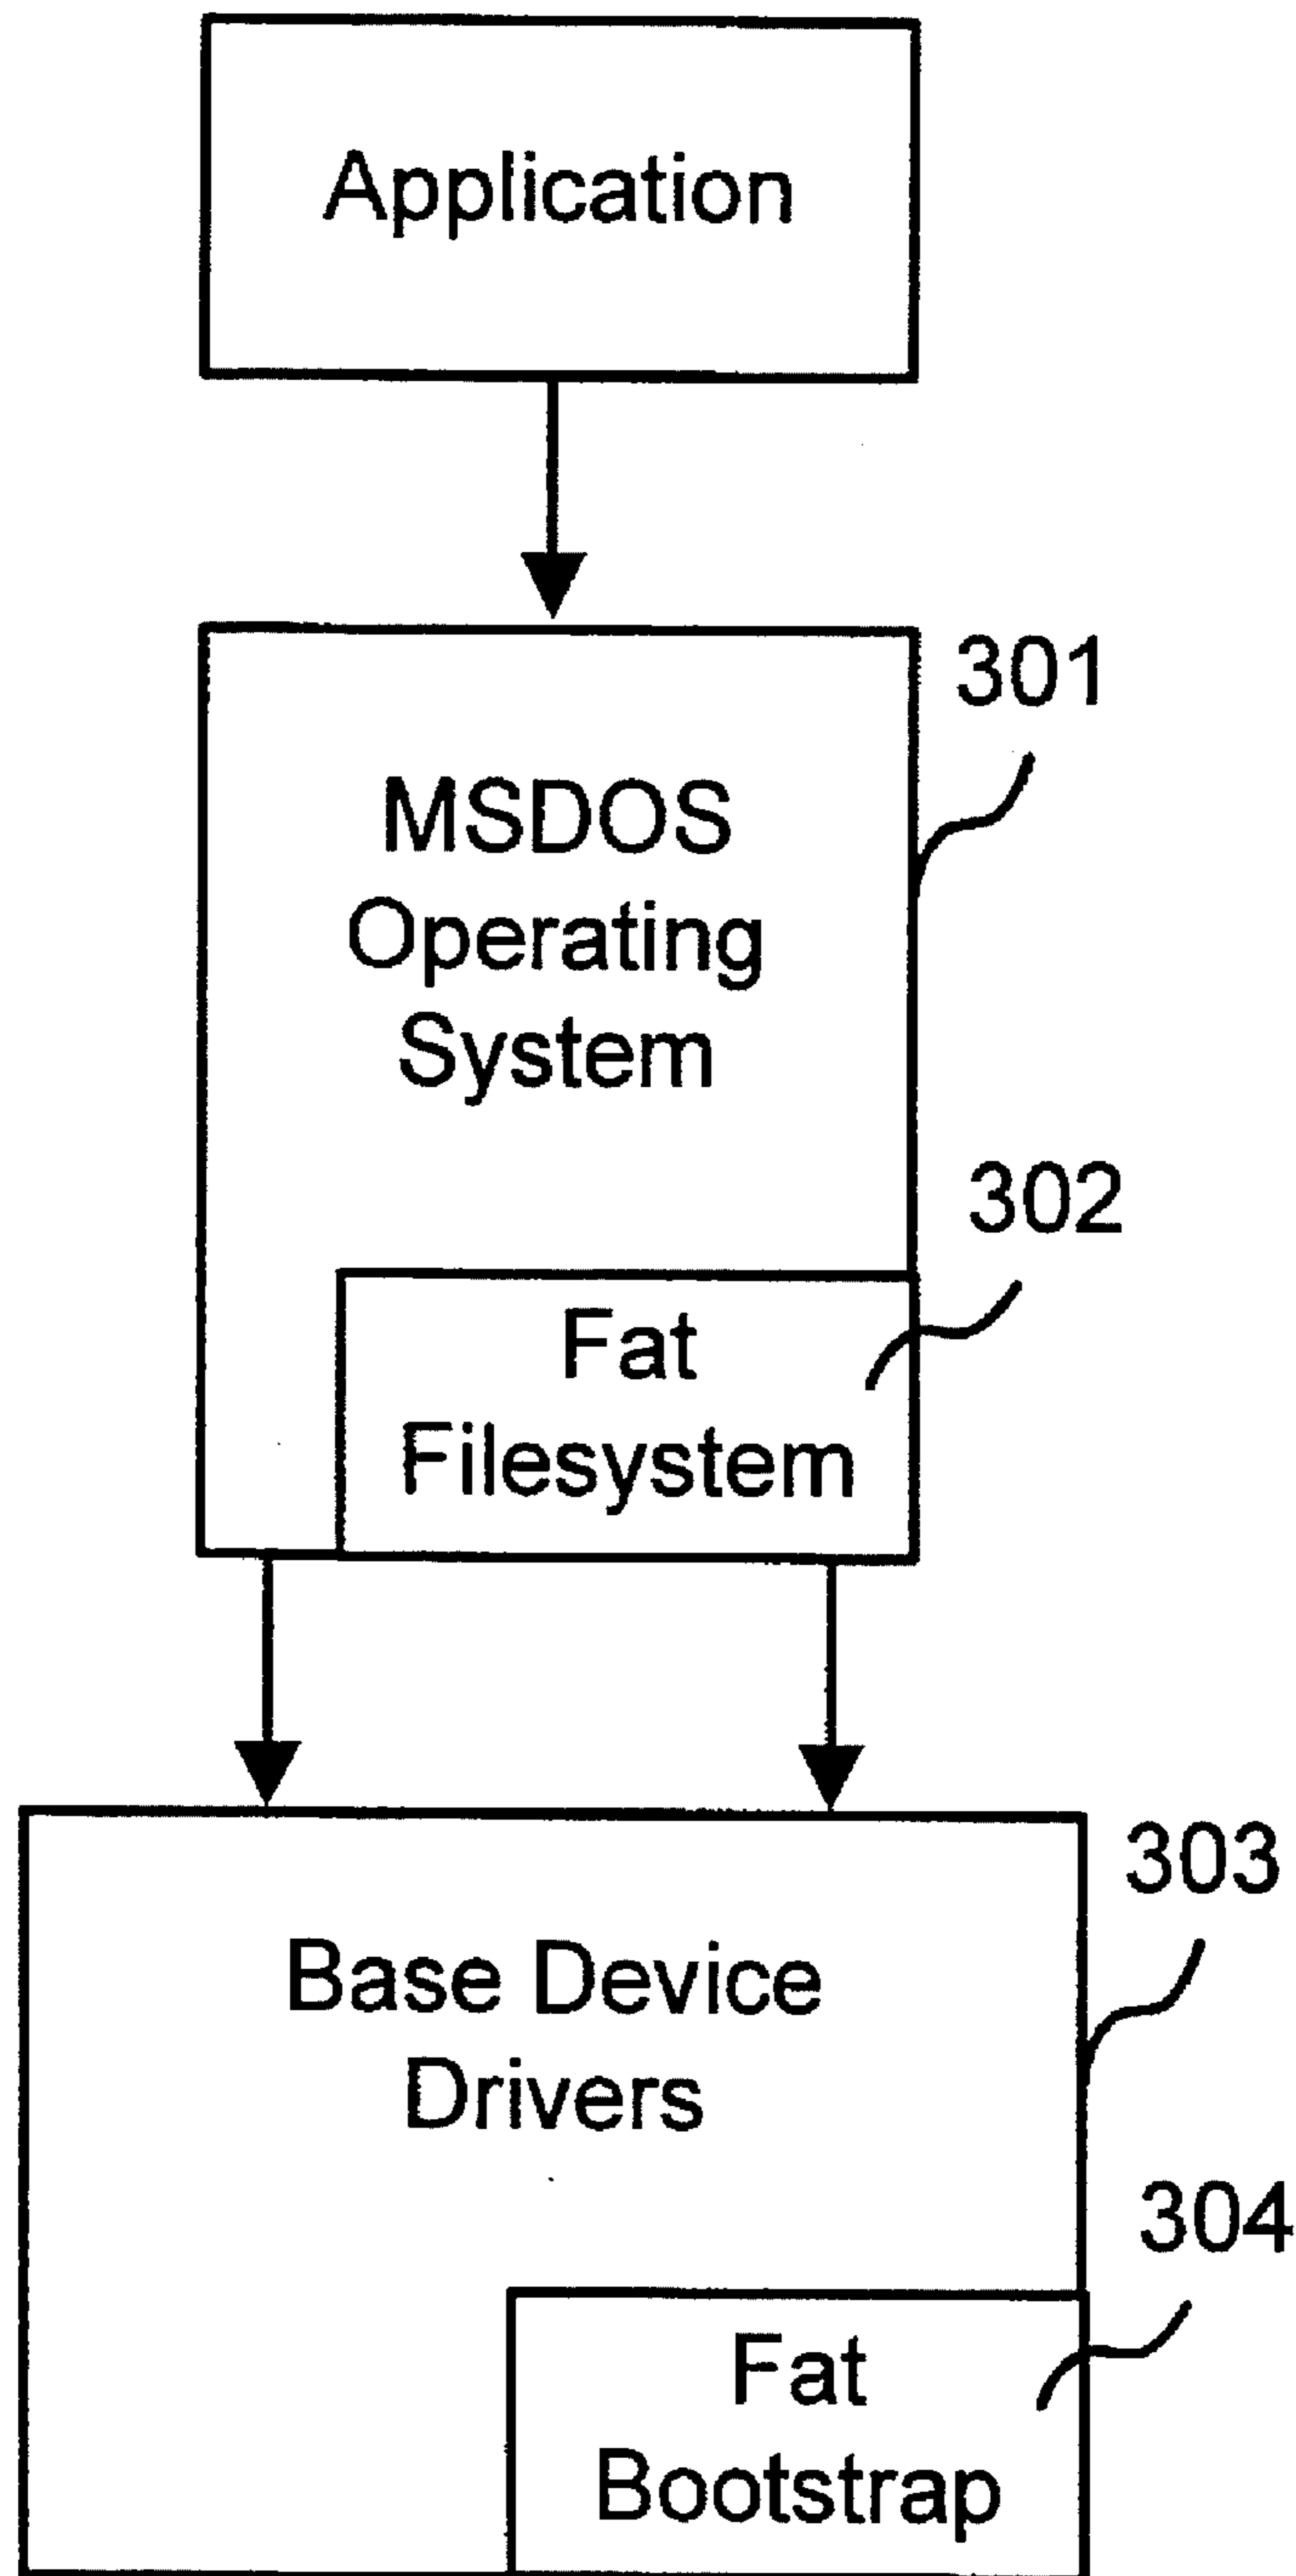 Application
301
MSDOS
Operating
System
302
Fat
Filesystem
303
Base Device
Drivers
304
Fat
Bootstrap